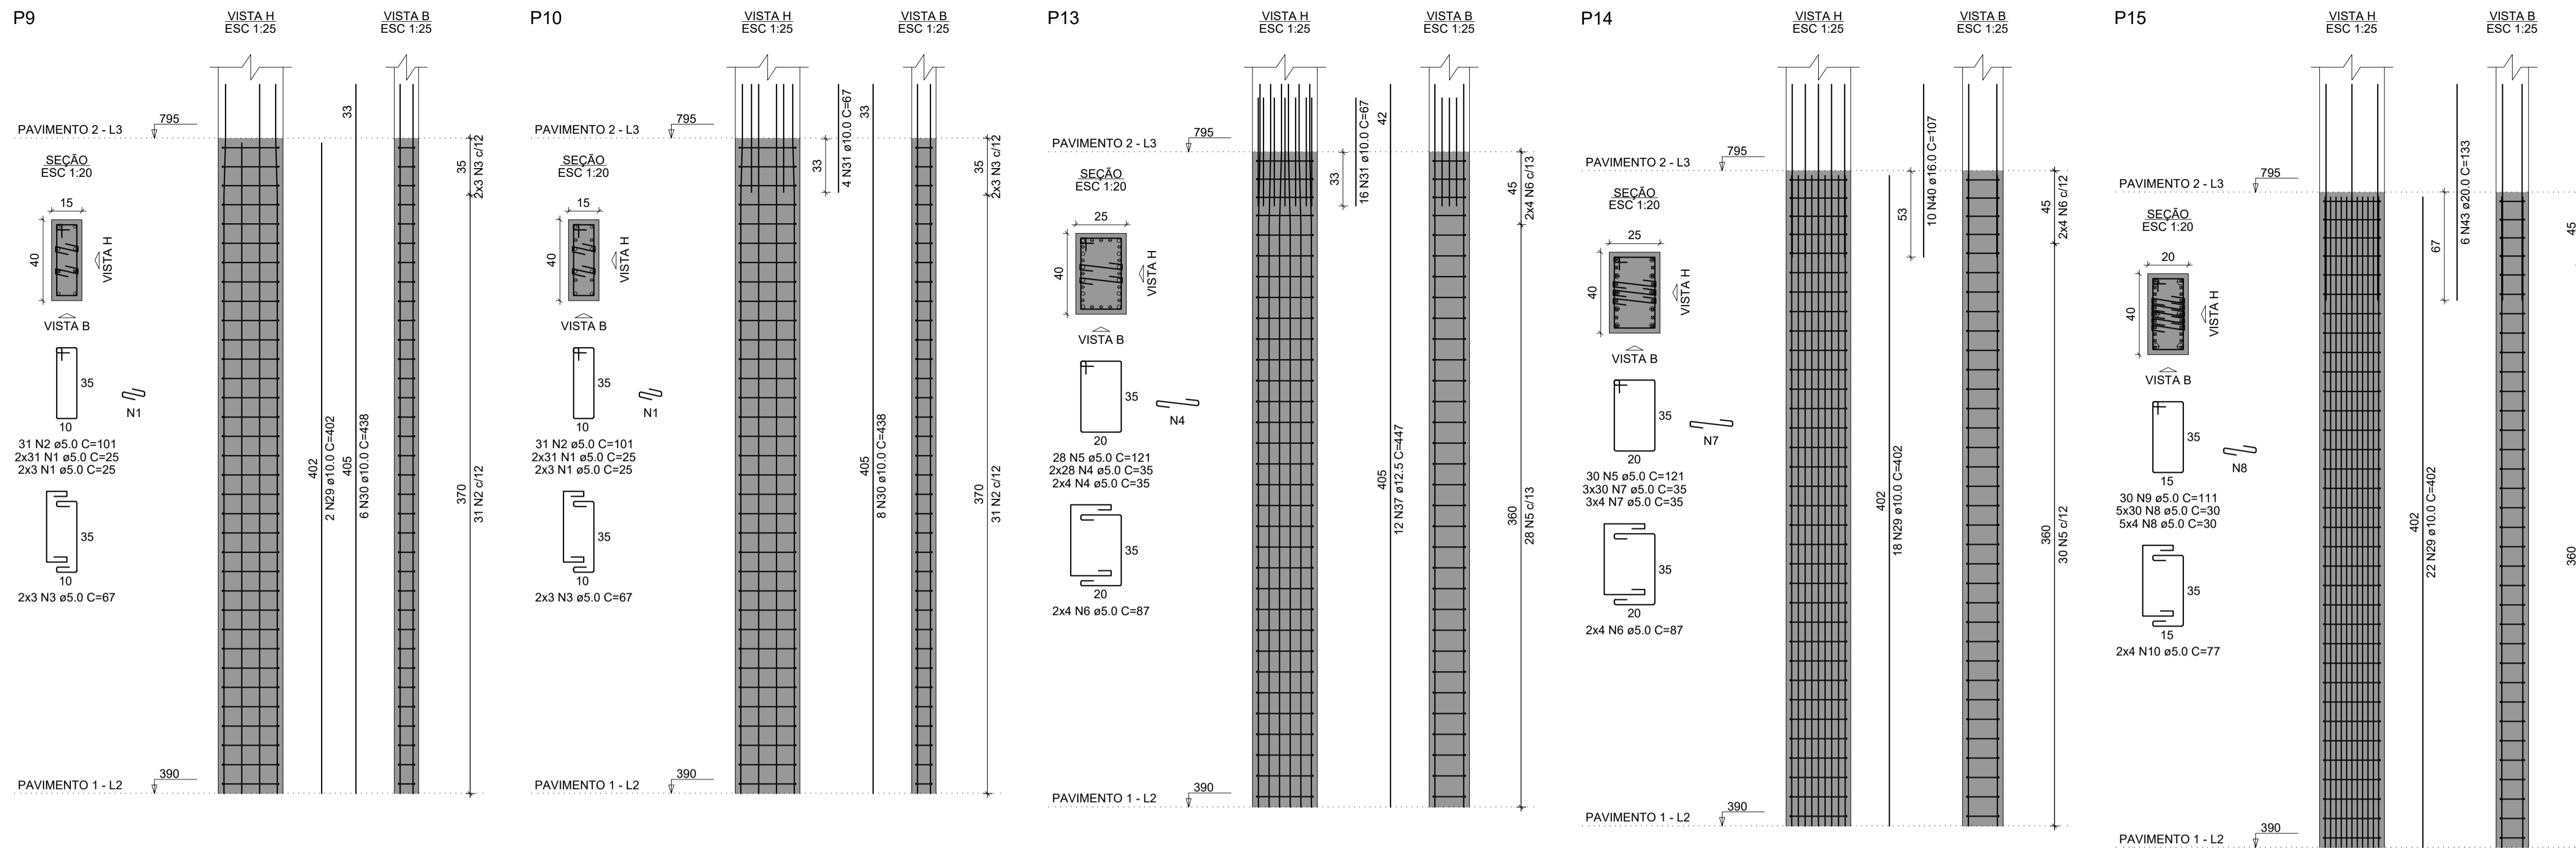 P9
VISTA H
ESC 1:25
VISTA B
ESC 1:25
33
795
PAVIMENTO 2 - L3
SEÇÃO
ESC 1:20
15
40
VISTA H
VISTA B
35
10
N1
31 N2 ø5.0 C=101
2x31 N1 ø5.0 C=25
2x3 N1 ø5.0 C=25
35
10
2x3 N3 ø5.0 C=67
402
2 N29 ø10.0 C=402
405
6 N30 ø10.0 C=438
35
2x3 N3 c/12
370
31 N2 c/12
390
PAVIMENTO 1 - L2
P10
VISTA H
ESC 1:25
VISTA B
ESC 1:25
33
4 N31 ø10.0 C=67
33
795
PAVIMENTO 2 - L3
SEÇÃO
ESC 1:20
15
40
VISTA H
VISTA B
35
10
N1
31 N2 ø5.0 C=101
2x31 N1 ø5.0 C=25
2x3 N1 ø5.0 C=25
35
10
2x3 N3 ø5.0 C=67
405
8 N30 ø10.0 C=438
35
2x3 N3 c/12
370
31 N2 c/12
390
PAVIMENTO 1 - L2
P13
VISTA H
ESC 1:25
VISTA B
ESC 1:25
33
16 N31 ø10.0 C=67
42
795
PAVIMENTO 2 - L3
SEÇÃO
ESC 1:20
25
40
VISTA H
VISTA B
35
20
N4
28 N5 ø5.0 C=121
2x28 N4 ø5.0 C=35
2x4 N4 ø5.0 C=35
35
20
2x4 N6 ø5.0 C=87
405
12 N37 ø12.5 C=447
45
2x4 N6 c/13
360
28 N5 c/13
390
PAVIMENTO 1 - L2
P14
VISTA H
ESC 1:25
VISTA B
ESC 1:25
53
10 N40 ø16.0 C=107
795
PAVIMENTO 2 - L3
SEÇÃO
ESC 1:20
25
40
VISTA H
VISTA B
35
20
N7
30 N5 ø5.0 C=121
3x30 N7 ø5.0 C=35
3x4 N7 ø5.0 C=35
35
20
2x4 N6 ø5.0 C=87
402
18 N29 ø10.0 C=402
45
2x4 N6 c/12
360
30 N5 c/12
390
PAVIMENTO 1 - L2
P15
VISTA H
ESC 1:25
VISTA B
ESC 1:25
67
6 N43 ø20.0 C=133
795
PAVIMENTO 2 - L3
SEÇÃO
ESC 1:20
20
40
VISTA H
VISTA B
35
15
N8
30 N9 ø5.0 C=111
5x30 N8 ø5.0 C=30
5x4 N8 ø5.0 C=30
35
15
2x4 N10 ø5.0 C=77
402
22 N29 ø10.0 C=402
45
360
390
PAVIMENTO 1 - L2